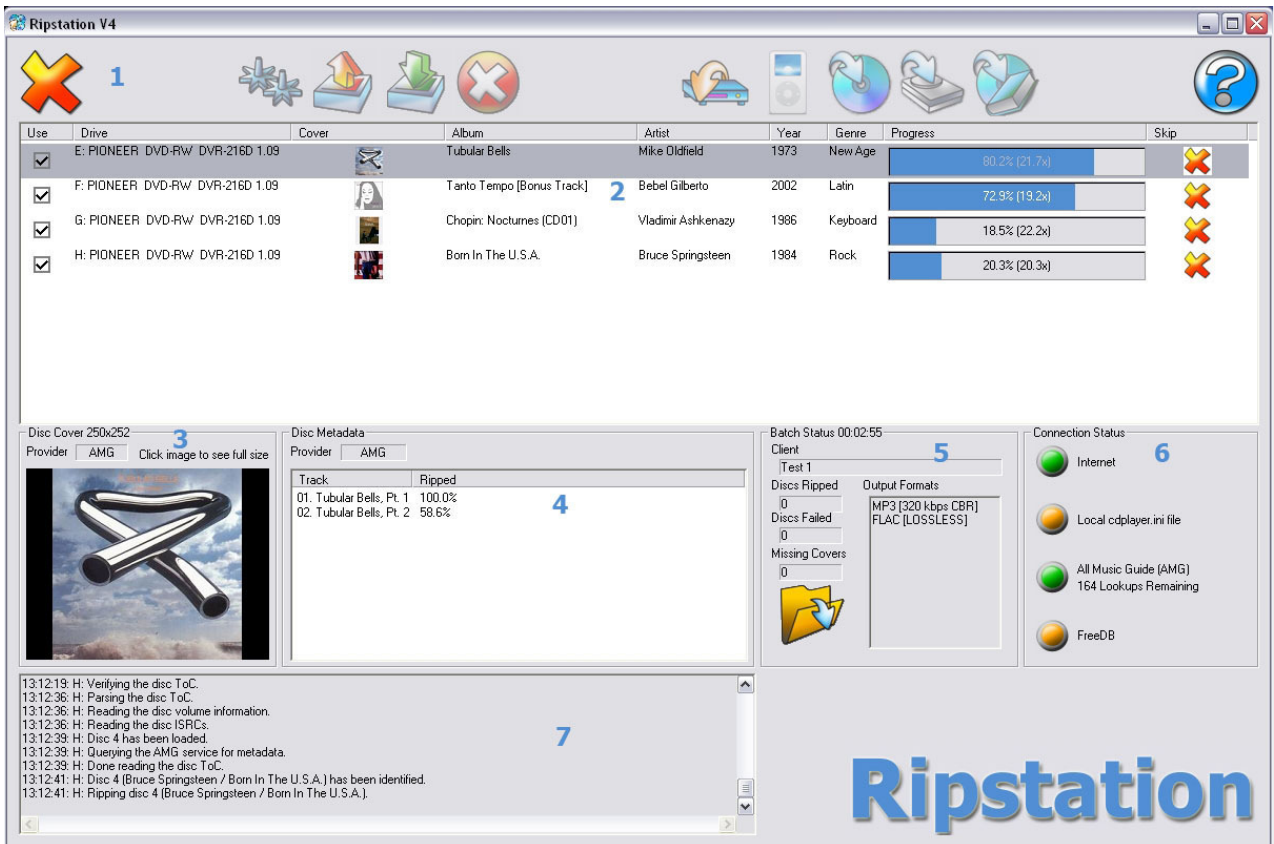 Ripstation V4
1
Use Drive Cover Album Artist Year Genre Progress Skip
E: PIONEER DVD-RW DVR-216D 1.09 Tubular Bells Mike Oldfield 1973 New Age 80.2% (21.7x)
F: PIONEER DVD-RW DVR-216D 1.09 Tanto Tempo [Bonus Track] 2 Bebel Gilberto 2002 Latin 72.9% (19.2x)
G: PIONEER DVD-RW DVR-216D 1.09 Chopin: Nocturnes (CD01) Vladimir Ashkenazy 1986 Keyboard 18.5% (22.2x)
H: PIONEER DVD-RW DVR-216D 1.09 Born In The U.S.A. Bruce Springsteen 1984 Rock 20.3% (20.3x)
Disc Cover 250x252
3
Provider AMG Click image to see full size
Disc Metadata
Provider AMG
Track Ripped
01. Tubular Bells, Pt. 1 100.0%
02. Tubular Bells, Pt. 2 58.6%
4
Batch Status 00:02:55
5
Client
Test 1
Discs Ripped
0
Discs Failed
0
Missing Covers
0
Output Formats
MP3 [320 kbps CBR]
FLAC [LOSSLESS]
Connection Status
6
Internet
Local cdplayer.ini file
All Music Guide (AMG)
164 Lookups Remaining
FreeDB
13:12:19: H: Verifying the disc ToC.
13:12:36: H: Parsing the disc ToC.
13:12:36: H: Reading the disc volume information.
13:12:36: H: Reading the disc ISRCs.
13:12:39: H: Disc 4 has been loaded.
13:12:39: H: Querying the AMG service for metadata.
13:12:39: H: Done reading the disc ToC.
13:12:41: H: Disc 4 (Bruce Springsteen / Born In The U.S.A.) has been identified.
13:12:41: H: Ripping disc 4 (Bruce Springsteen / Born In The U.S.A.).
7
Ripstation